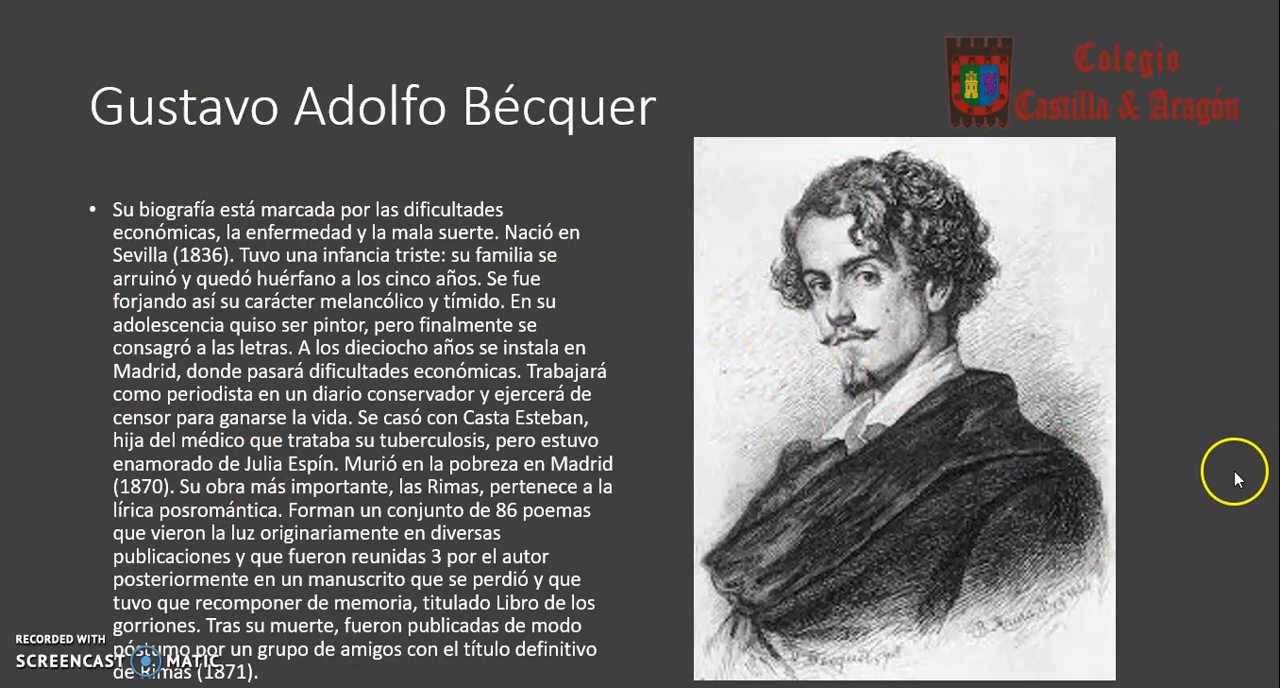 Colegio
Castilla & Aragón
Gustavo Adolfo Bécquer
• Su biografía está marcada por las dificultades
económicas, la enfermedad y la mala suerte. Nació en
Sevilla (1836). Tuvo una infancia triste: su familia se
arruinó y quedó huérfano a los cinco años. Se fue
forjando así su carácter melancólico y tímido. En su
adolescencia quiso ser pintor, pero finalmente se
consagró a las letras. A los dieciocho años se instala en
Madrid, donde pasará dificultades económicas. Trabajará
como periodista en un diario conservador y ejercerá de
censor para ganarse la vida. Se casó con Casta Esteban,
hija del médico que trataba su tuberculosis, pero estuvo
enamorado de Julia Espín. Murió en la pobreza en Madrid
(1870). Su obra más importante, las Rimas, pertenece a la
lírica posromántica. Forman un conjunto de 86 poemas
que vieron la luz originariamente en diversas
publicaciones y que fueron reunidas 3 por el autor
posteriormente en un manuscrito que se perdió y que
tuvo que recomponer de memoria, titulado Libro de los
gorriones. Tras su muerte, fueron publicadas de modo
póstumo por un grupo de amigos con el título definitivo
de Rimas (1871).
RECORDED WITH
SCREENCAST MATIC